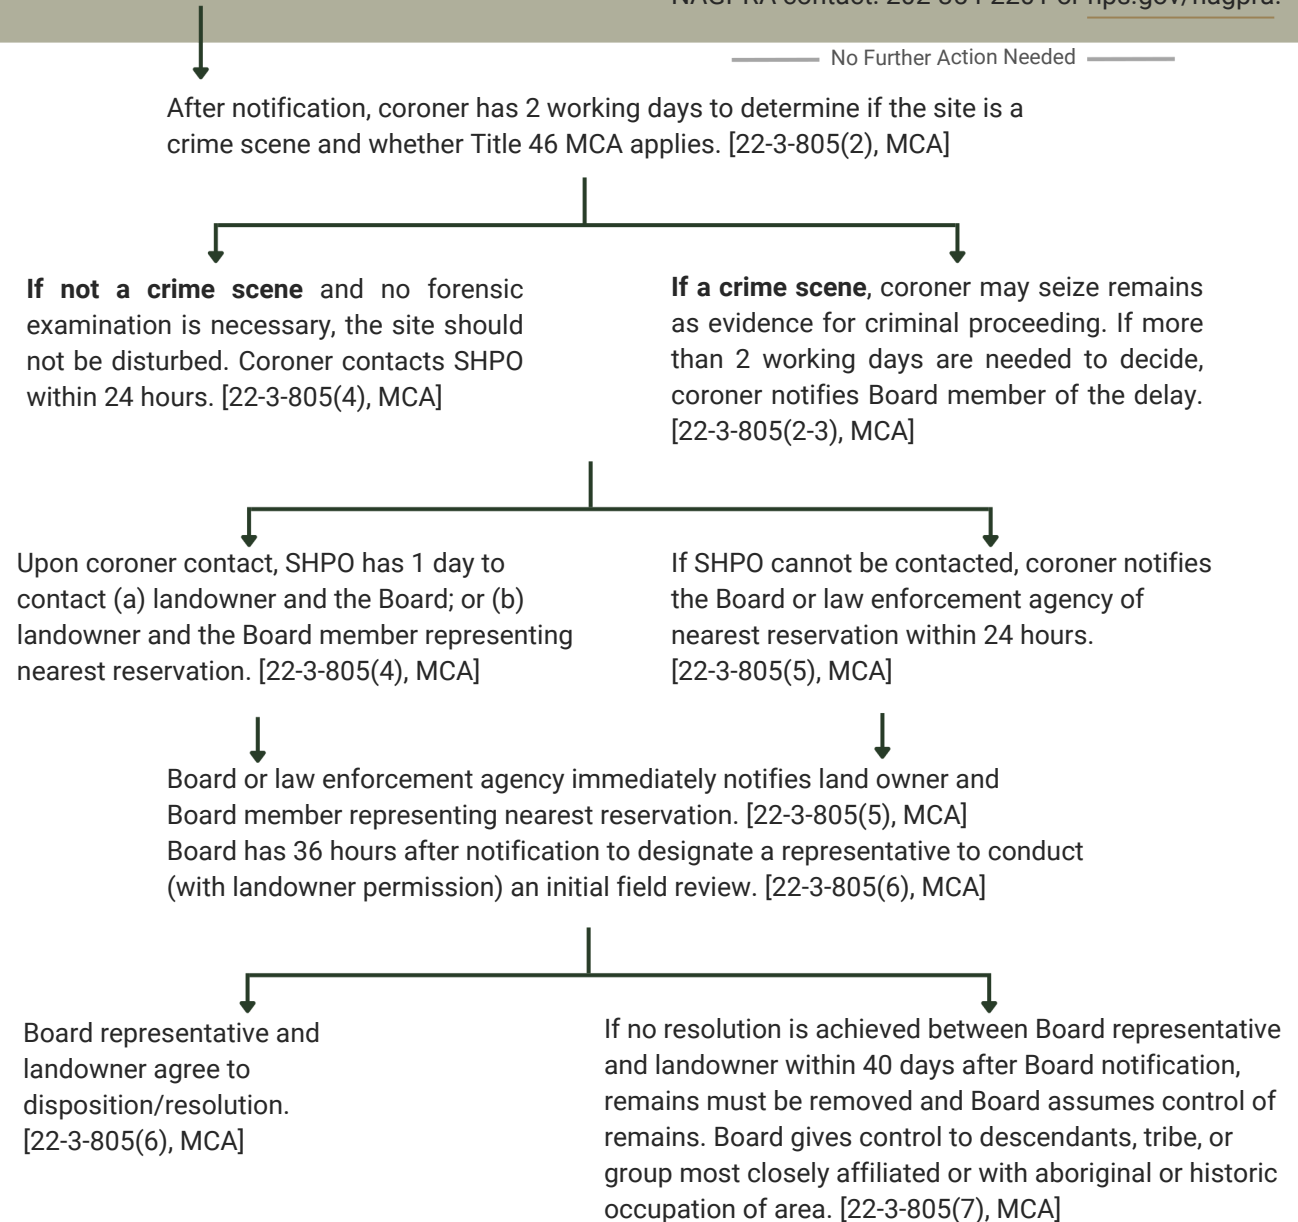 No Further Action Needed
After notification, coroner has 2 working days to determine if the site is a
crime scene and whether Title 46 MCA applies. [22-3-805(2), MCA]
If not a crime scene and no forensic
examination is necessary, the site should
not be disturbed. Coroner contacts SHPO
within 24 hours. [22-3-805(4), MCA]
If a crime scene, coroner may seize remains
as evidence for criminal proceeding. If more
than 2 working days are needed to decide,
coroner notifies Board member of the delay.
[22-3-805(2-3), MCA]
Upon coroner contact, SHPO has 1 day to
contact (a) landowner and the Board; or (b)
landowner and the Board member representing
nearest reservation. [22-3-805(4), MCA]
If SHPO cannot be contacted, coroner notifies
the Board or law enforcement agency of
nearest reservation within 24 hours.
[22-3-805(5), MCA]
Board or law enforcement agency immediately notifies land owner and
Board member representing nearest reservation. [22-3-805(5), MCA]
Board has 36 hours after notification to designate a representative to conduct
(with landowner permission) an initial field review. [22-3-805(6), MCA]
Board representative and
landowner agree to
disposition/resolution.
[22-3-805(6), MCA]
If no resolution is achieved between Board representative
and landowner within 40 days after Board notification,
remains must be removed and Board assumes control of
remains. Board gives control to descendants, tribe, or
group most closely affiliated or with aboriginal or historic
occupation of area. [22-3-805(7), MCA]